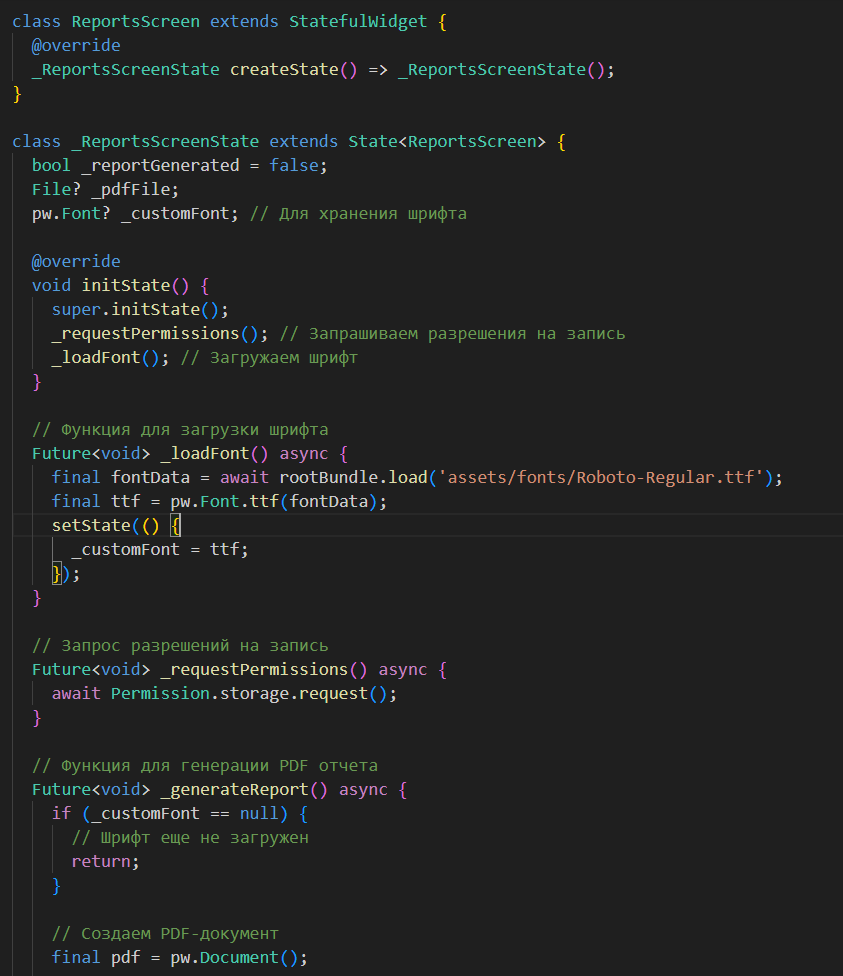 class ReportsScreen extends StatefulWidget {
  @override
  _ReportsScreenState createState() => _ReportsScreenState();
}

class _ReportsScreenState extends State<ReportsScreen> {
  bool _reportGenerated = false;
  File? _pdfFile;
  pw.Font? _customFont; // Для хранения шрифта

  @override
  void initState() {
    super.initState();
    _requestPermissions(); // Запрашиваем разрешения на запись
    _loadFont(); // Загружаем шрифт
  }

  // Функция для загрузки шрифта
  Future<void> _loadFont() async {
    final fontData = await rootBundle.load('assets/fonts/Roboto-Regular.ttf');
    final ttf = pw.Font.ttf(fontData);
    setState(() {
      _customFont = ttf;
    });
  }

  // Запрос разрешений на запись
  Future<void> _requestPermissions() async {
    await Permission.storage.request();
  }

  // Функция для генерации PDF отчета
  Future<void> _generateReport() async {
    if (_customFont == null) {
      // Шрифт еще не загружен
      return;
    }

    // Создаем PDF-документ
    final pdf = pw.Document();